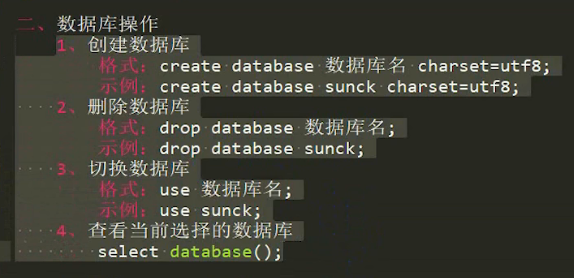 二、数据库操作
1、创建数据库
格式：create database 数据库名 charset=utf8;
示例：create database sunck charset=utf8;
2、删除数据库
格式：drop database 数据库名;
示例：drop database sunck;
3、切换数据库
格式：use 数据库名;
示例：use sunck;
4、查看当前选择的数据库
select database();